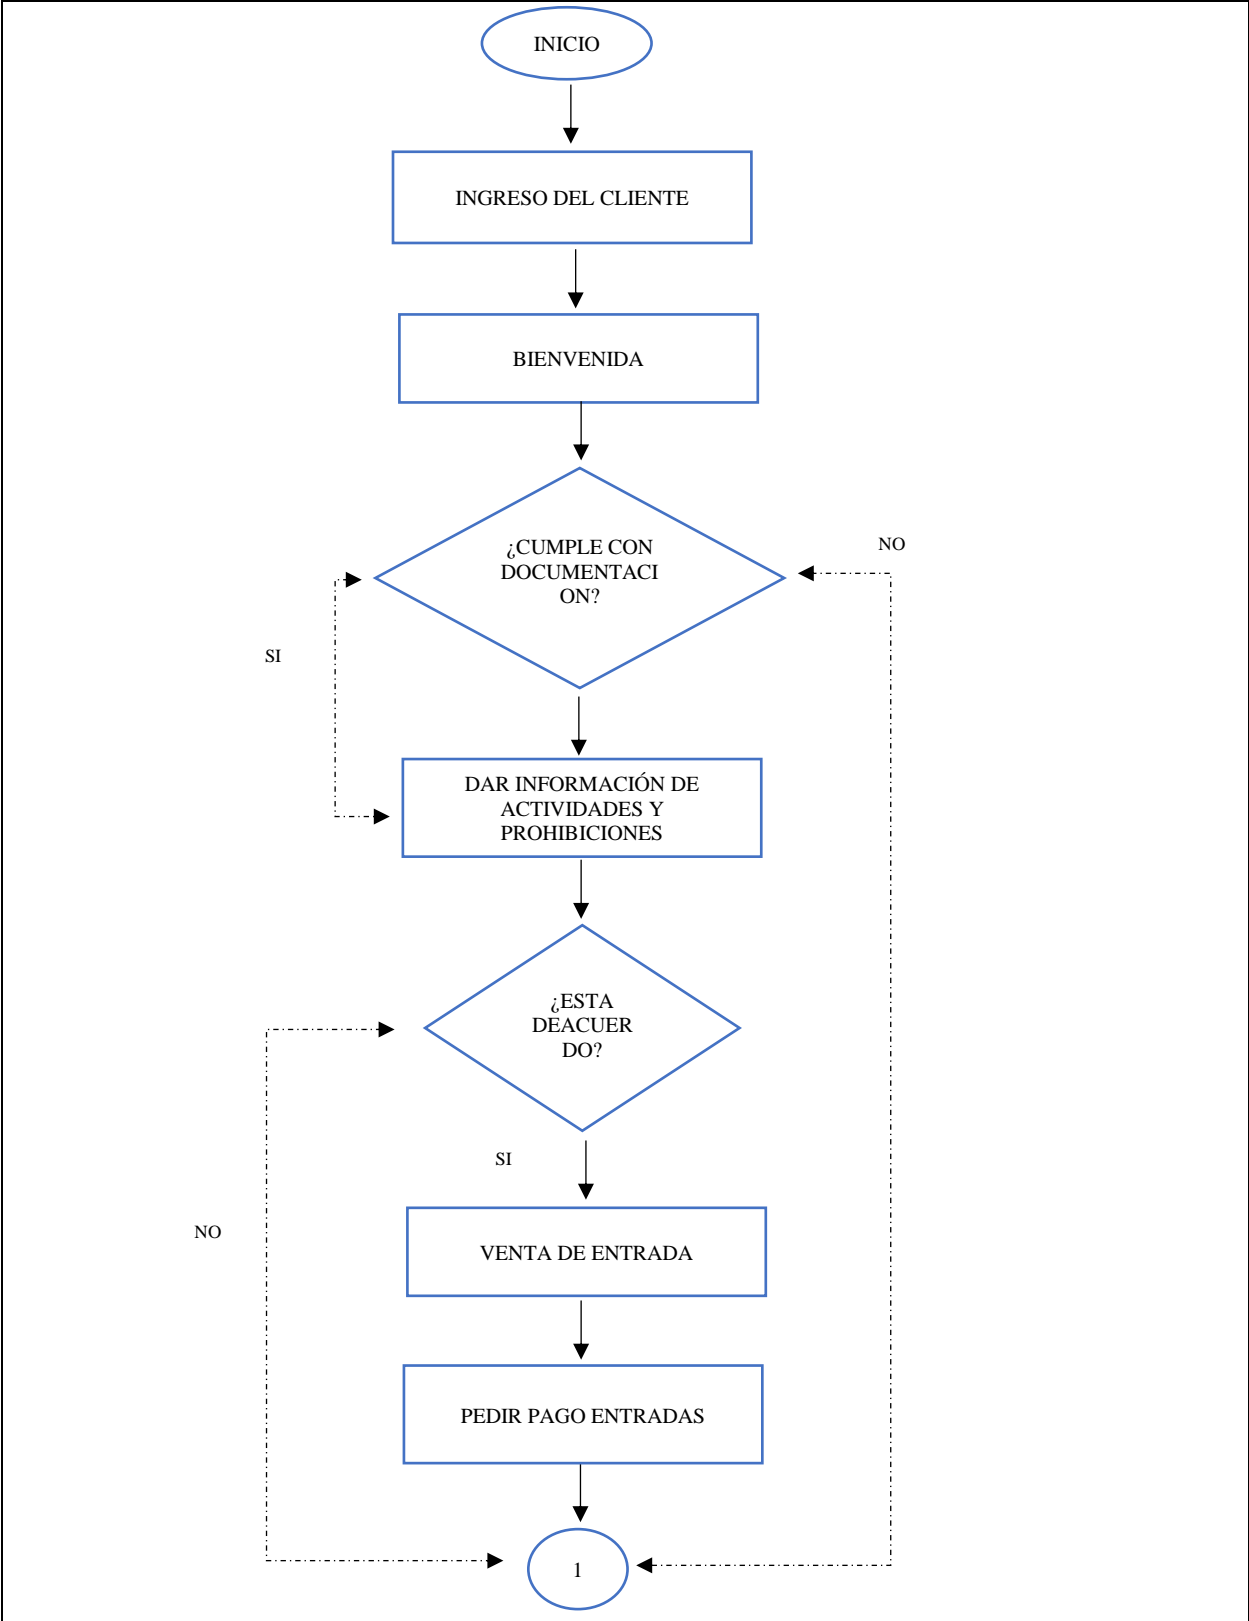 INICIO
INGRESO DEL CLIENTE
BIENVENIDA
¿CUMPLE CON
DOCUMENTACI
ON?
NO
SI
DAR INFORMACIÓN DE
ACTIVIDADES Y
PROHIBICIONES
¿ESTA
DEACUER
DO?
SI
NO
VENTA DE ENTRADA
PEDIR PAGO ENTRADAS
1